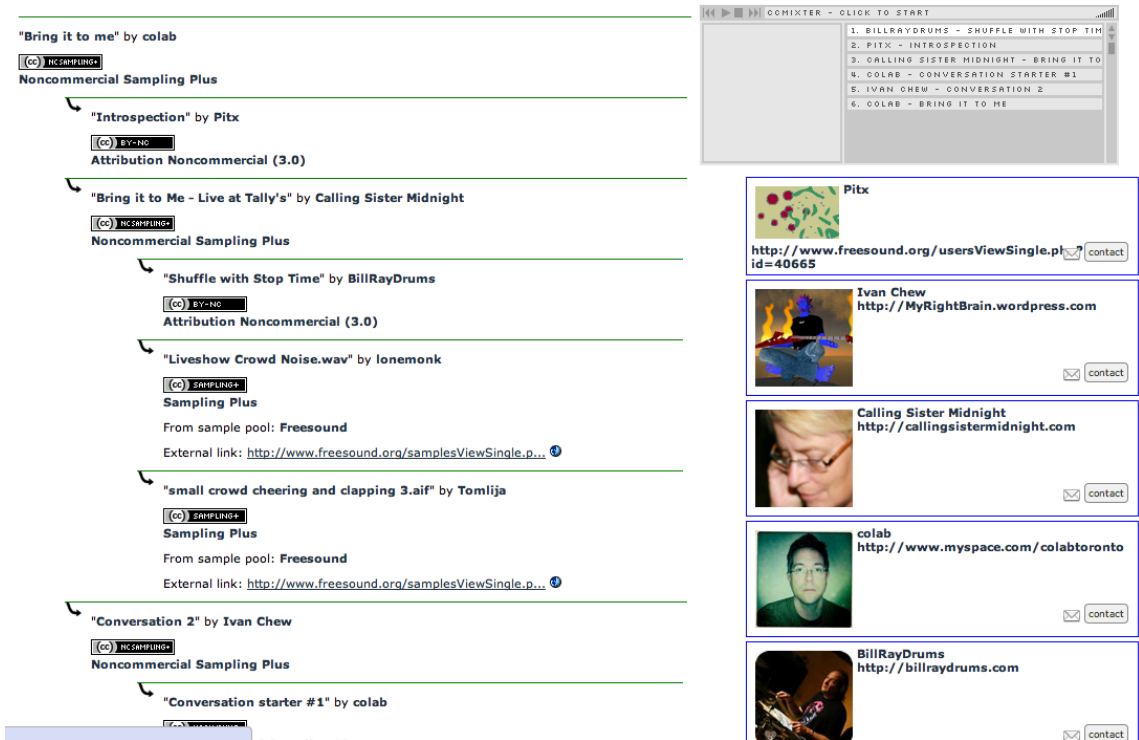 "Bring it to me" by colab
(cc) NC SAMPLING+
Noncommercial Sampling Plus
"Introspection" by Pitx
(cc) BY-NC
Attribution Noncommercial (3.0)
"Bring it to Me - Live at Tally's" by Calling Sister Midnight
(cc) NC SAMPLING+
Noncommercial Sampling Plus
"Shuffle with Stop Time" by BillRayDrums
(cc) BY-NC
Attribution Noncommercial (3.0)
"Liveshow Crowd Noise.wav" by lonemonk
(cc) SAMPLING+
Sampling Plus
From sample pool: Freesound
External link: http://www.freesound.org/samplesViewSingle.p...
"small crowd cheering and clapping 3.aif" by Tomlija
(cc) SAMPLING+
Sampling Plus
From sample pool: Freesound
External link: http://www.freesound.org/samplesViewSingle.p...
"Conversation 2" by Ivan Chew
(cc) NC SAMPLING+
Noncommercial Sampling Plus
"Conversation starter #1" by colab
CCMIXTER - CLICK TO START
1. BILLRAYDRUMS - SHUFFLE WITH STOP TIM
2. PITX - INTROSPECTION
3. CALLING SISTER MIDNIGHT - BRING IT TO
4. COLAB - CONVERSATION STARTER #1
5. IVAN CHEW - CONVERSATION 2
6. COLAB - BRING IT TO ME
Pitx
http://www.freesound.org/usersViewSingle.php?
id=40665
contact
Ivan Chew
http://MyRightBrain.wordpress.com
contact
Calling Sister Midnight
http://callingsistermidnight.com
contact
colab
http://www.myspace.com/colabtoronto
contact
BillRayDrums
http://billraydrums.com
contact